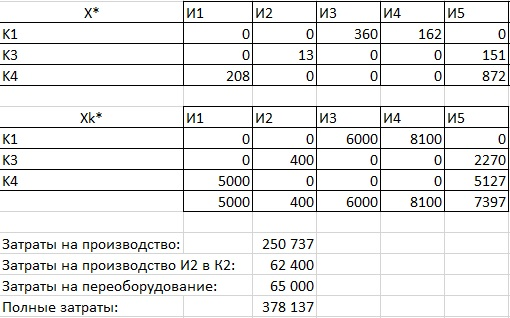 X* И1 И2 И3 И4 И5
К1 0 0 360 162 0
К3 0 13 0 0 151
К4 208 0 0 0 872
Xk* И1 И2 И3 И4 И5
К1 0 0 6000 8100 0
К3 0 400 0 0 2270
К4 5000 0 0 0 5127
5000 400 6000 8100 7397
Затраты на производство: 250 737
Затраты на производство И2 в К2: 62 400
Затраты на переоборудование: 65 000
Полные затраты: 378 137